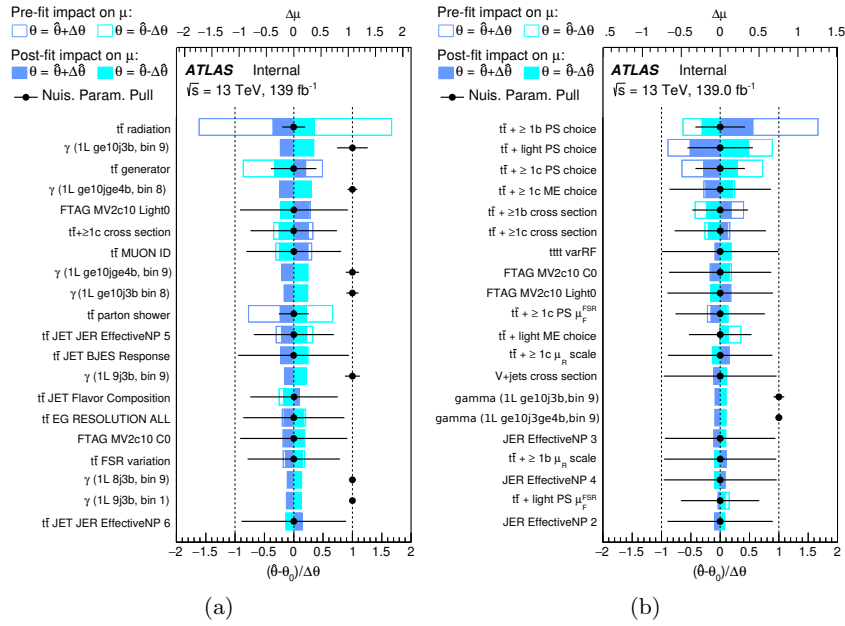 Pre-fit impact on μ:
θ = θ̂+Δθ θ = θ̂-Δθ
Post-fit impact on μ:
θ = θ̂+Δθ̂ θ = θ̂-Δθ̂
Nuis. Param. Pull
Δμ
-2 -1.5 -1 -0.5 0 0.5 1 1.5 2
ATLAS Internal
√s = 13 TeV, 139 fb⁻¹
tt̄ radiation
γ (1L ge10j3b, bin 9)
tt̄ generator
γ (1L ge10jge4b, bin 8)
FTAG MV2c10 Light0
tt̄+≥1c cross section
tt̄ MUON ID
γ (1L ge10jge4b, bin 9)
γ (1L ge10j3b bin 8)
tt̄ parton shower
tt̄ JET JER EffectiveNP 5
tt̄ JET BJES Response
γ (1L 9j3b, bin 9)
tt̄ JET Flavor Composition
tt̄ EG RESOLUTION ALL
FTAG MV2c10 C0
tt̄ FSR variation
γ (1L 8j3b, bin 9)
γ (1L 9j3b, bin 1)
tt̄ JET JER EffectiveNP 6
-2 -1.5 -1 -0.5 0 0.5 1 1.5 2
(θ̂-θ₀)/Δθ
(a)
Pre-fit impact on μ:
θ = θ̂+Δθ θ = θ̂-Δθ
Post-fit impact on μ:
θ = θ̂+Δθ̂ θ = θ̂-Δθ̂
Nuis. Param. Pull
Δμ
-1.5 -1 -0.5 0 0.5 1 1.5
ATLAS Internal
√s = 13 TeV, 139.0 fb⁻¹
tt̄ + ≥ 1b PS choice
tt̄ + light PS choice
tt̄ + ≥ 1c PS choice
tt̄ + ≥ 1c ME choice
tt̄ + ≥1b cross section
tt̄ + ≥1c cross section
tttt varRF
FTAG MV2c10 C0
FTAG MV2c10 Light0
tt̄ + ≥ 1c PS μ_F^FSR
tt̄ + light ME choice
tt̄ + ≥ 1c μ_R scale
V+jets cross section
gamma (1L ge10j3b,bin 9)
gamma (1L ge10j3ge4b,bin 9)
JER EffectiveNP 3
tt̄ + ≥ 1b μ_R scale
JER EffectiveNP 4
tt̄ + light PS μ_F^FSR
JER EffectiveNP 2
-2 -1.5 -1 -0.5 0 0.5 1 1.5 2
(θ̂-θ₀)/Δθ
(b)